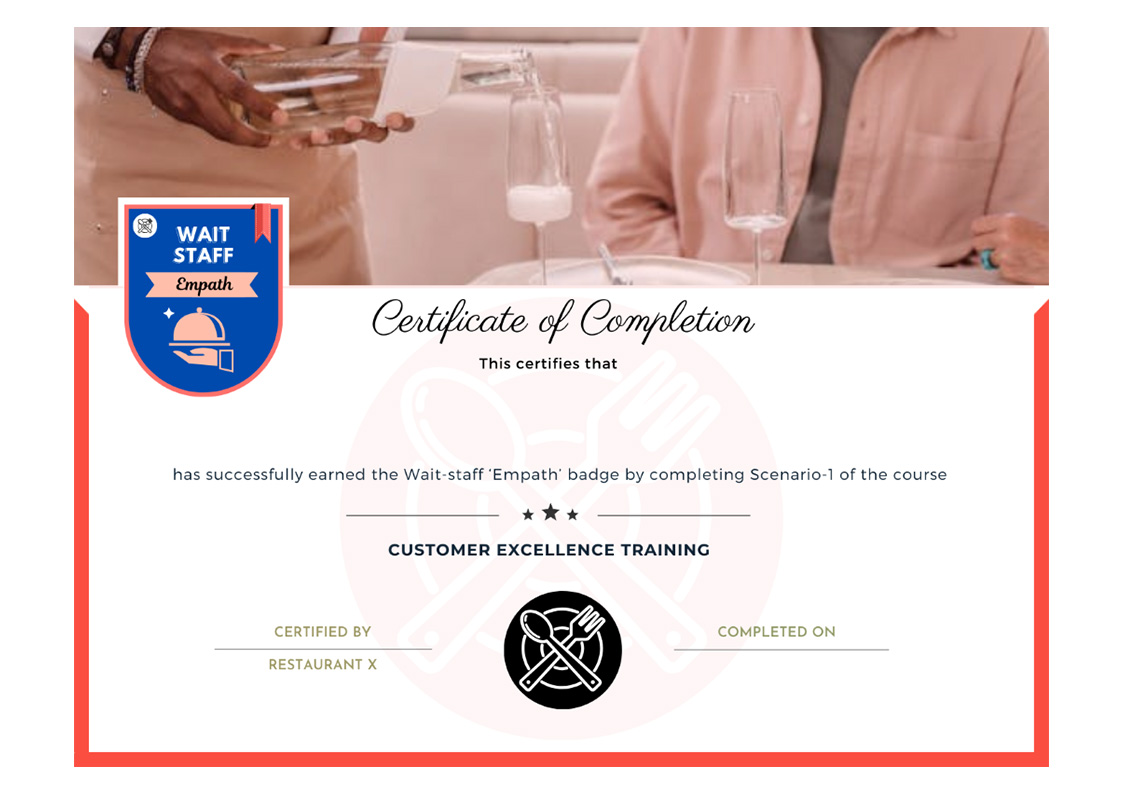 WAIT
STAFF
Empath
Certificate of Completion
This certifies that
has successfully earned the Wait-staff ‘Empath’ badge by completing Scenario-1 of the course
CUSTOMER EXCELLENCE TRAINING
CERTIFIED BY
RESTAURANT X
COMPLETED ON